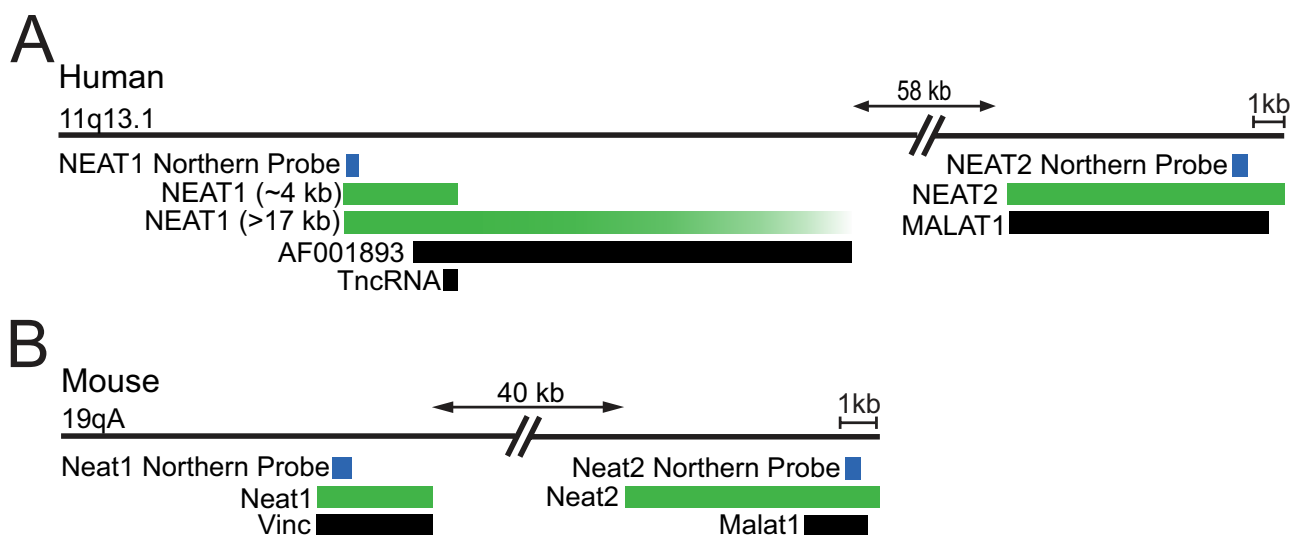 A
Human
11q13.1
58 kb
1kb
NEAT1 Northern Probe
NEAT2 Northern Probe
NEAT1 (~4 kb)
NEAT2
NEAT1 (>17 kb)
MALAT1
AF001893
TncRNA
B
Mouse
19qA
40 kb
1kb
Neat1 Northern Probe
Neat2 Northern Probe
Neat1
Neat2
Vinc
Malat1